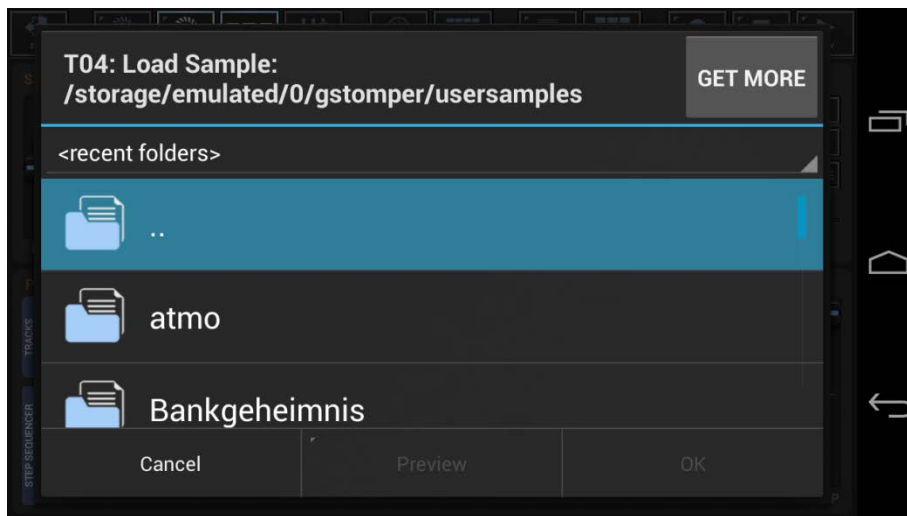 T04: Load Sample:
/storage/emulated/0/gstomper/usersamples
GET MORE
<recent folders>
..
atmo
Bankgeheimnis
Cancel
Preview
OK
TRACKS
STEP SEQUENCER